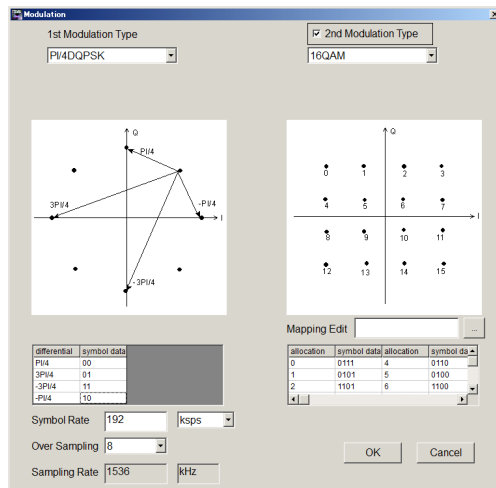 Modulation
1st Modulation Type
2nd Modulation Type
PI/4DQPSK
16QAM
Q
PI/4
3PI/4
-PI/4
I
-3PI/4
Q
0 1 2 3
4 5 6 7
I
8 9 10 11
12 13 14 15
Mapping Edit ...
differential symbol data
PI/4 00
3PI/4 01
-3PI/4 11
-PI/4 10
allocation symbol data allocation symbol da
0 0111 4 0110
1 0101 5 0100
2 1101 6 1100
Symbol Rate 192 ksps
Over Sampling 8
Sampling Rate 1536 kHz
OK Cancel